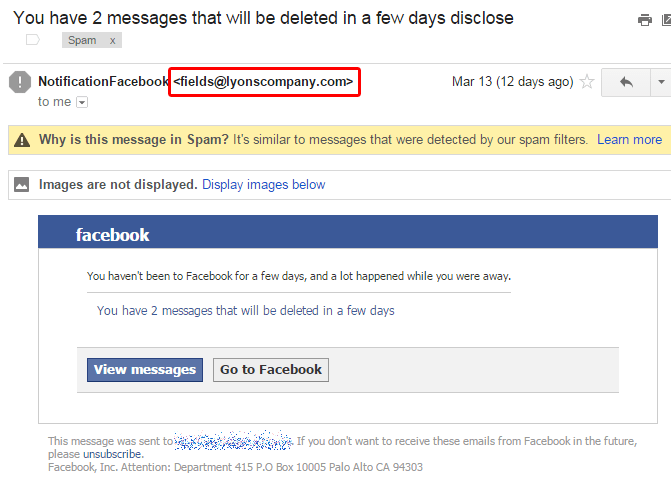 You have 2 messages that will be deleted in a few days disclose
Spam x
NotificationFacebook <fields@lyonscompany.com> Mar 13 (12 days ago)
to me
Why is this message in Spam? It's similar to messages that were detected by our spam filters. Learn more
Images are not displayed. Display images below
facebook
You haven't been to Facebook for a few days, and a lot happened while you were away.
You have 2 messages that will be deleted in a few days
View messages Go to Facebook
This message was sent to . If you don't want to receive these emails from Facebook in the future,
please unsubscribe.
Facebook, Inc. Attention: Department 415 P.O Box 10005 Palo Alto CA 94303